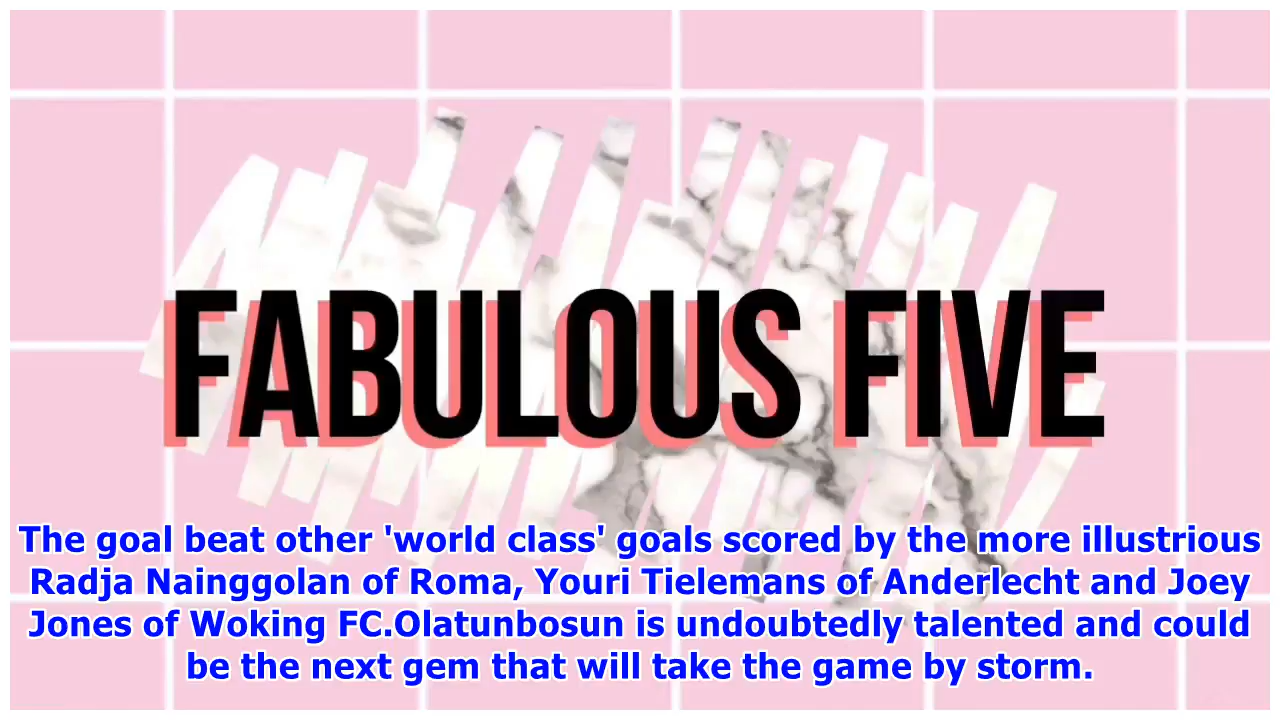 FABULOUS FIVE
The goal beat other 'world class' goals scored by the more illustrious
Radja Nainggolan of Roma, Youri Tielemans of Anderlecht and Joey
Jones of Woking FC.Olatunbosun is undoubtedly talented and could
be the next gem that will take the game by storm.